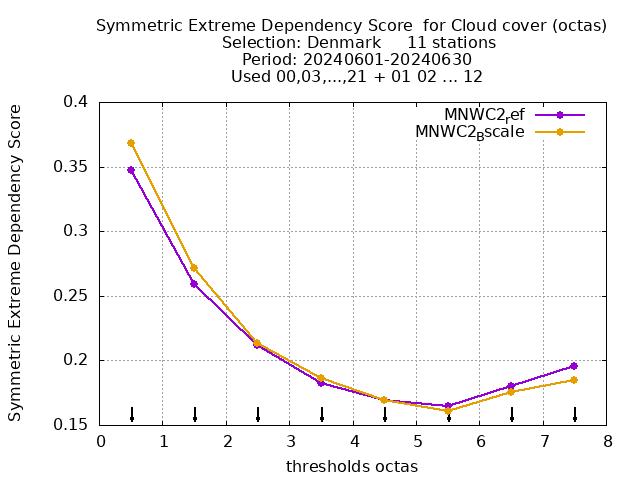 Symmetric Extreme Dependency Score  for Cloud cover (octas)
Selection: Denmark     11 stations
Period: 20240601-20240630
Used 00,03,...,21 + 01 02 ... 12
Symmetric Extreme Dependency Score
0.4
0.35
0.3
0.25
0.2
0.15
MNWC2ref
MNWC2Bscale
0 1 2 3 4 5 6 7 8
thresholds octas